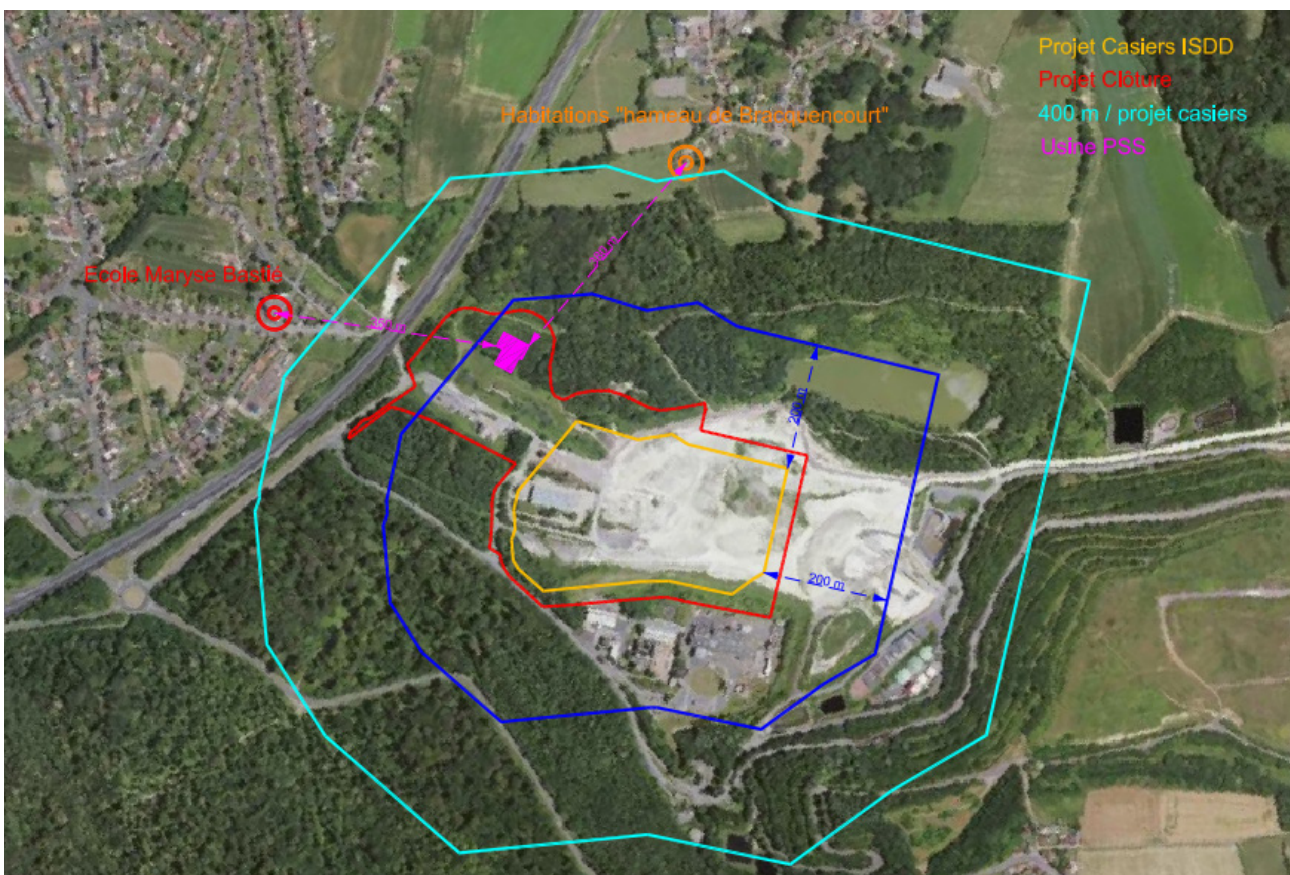 Projet Casiers ISDD
Projet Clôture
400 m / projet casiers
Usine PSS
Habitations "hameau de Bracquencourt"
Ecole Maryse Bastié
350 m
200 m
200 m